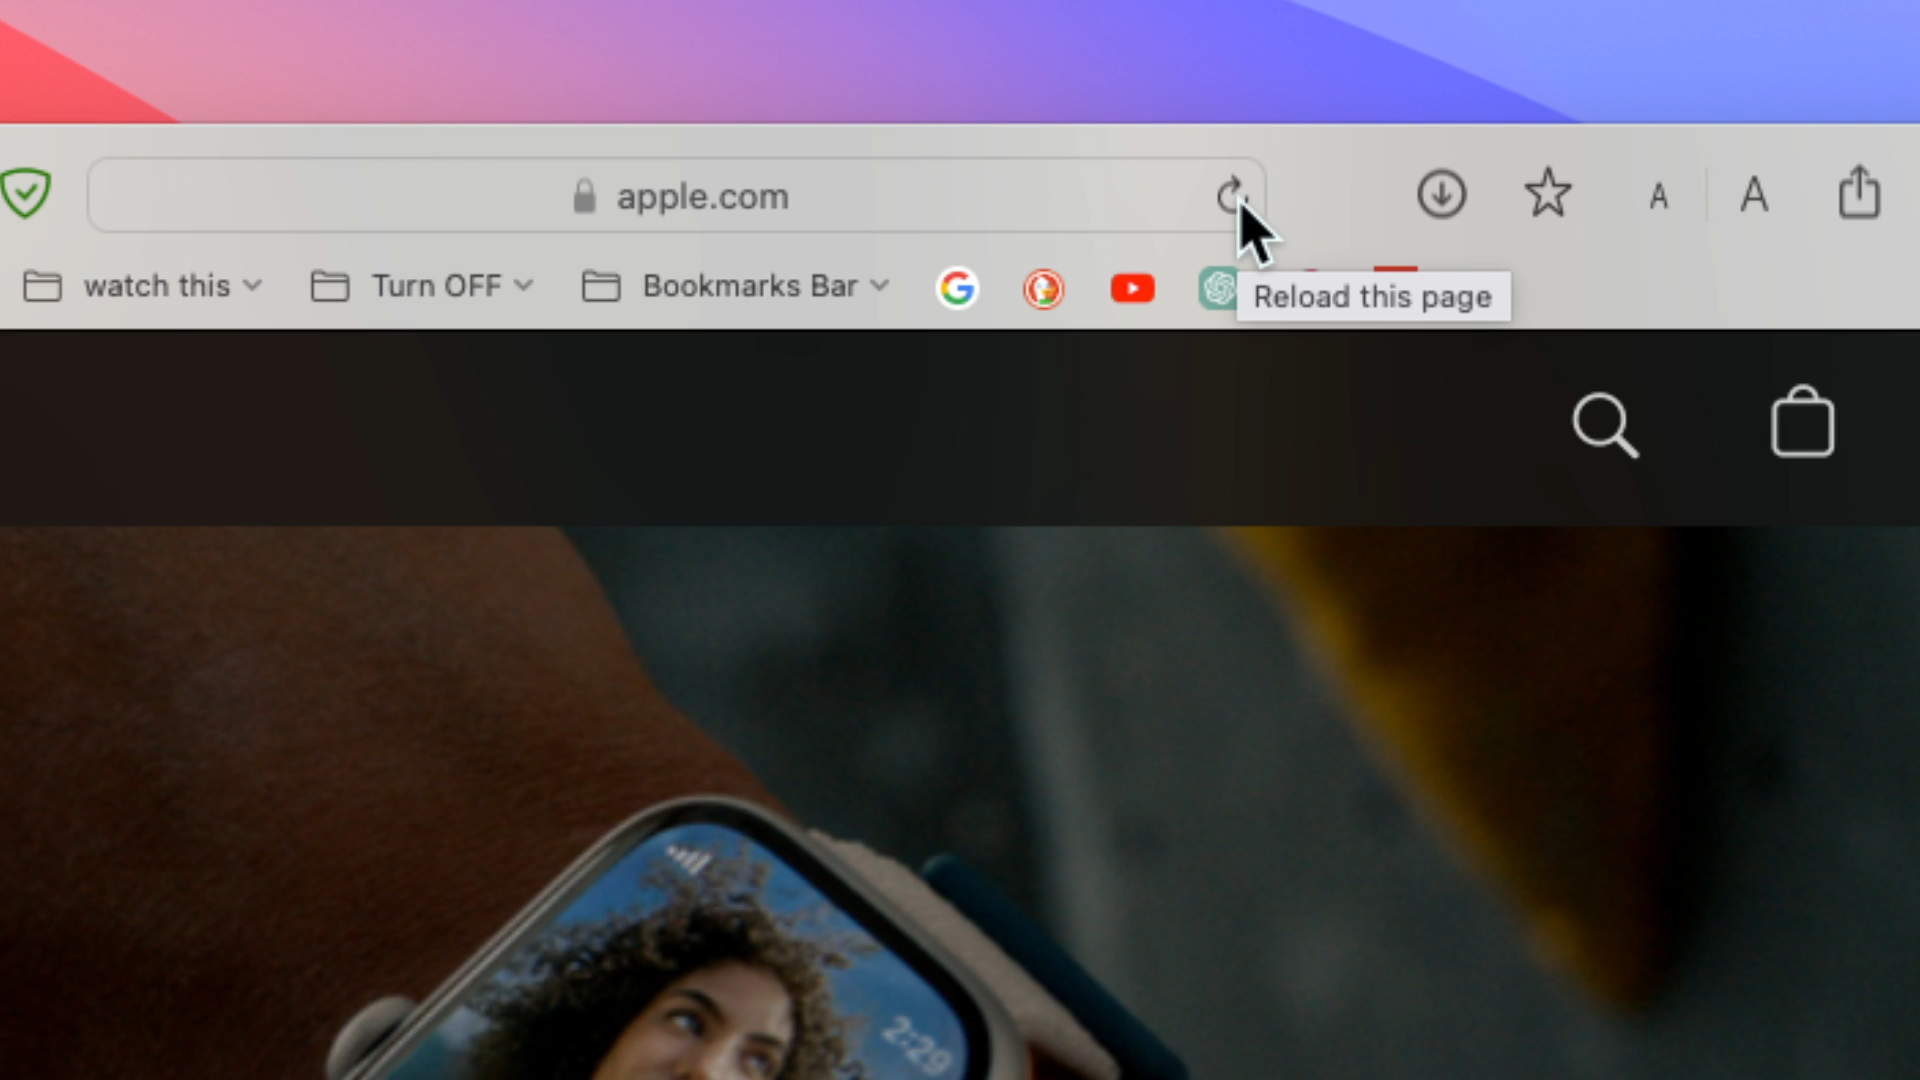 apple.com
A A
watch this Turn OFF Bookmarks Bar
Reload this page
2:29